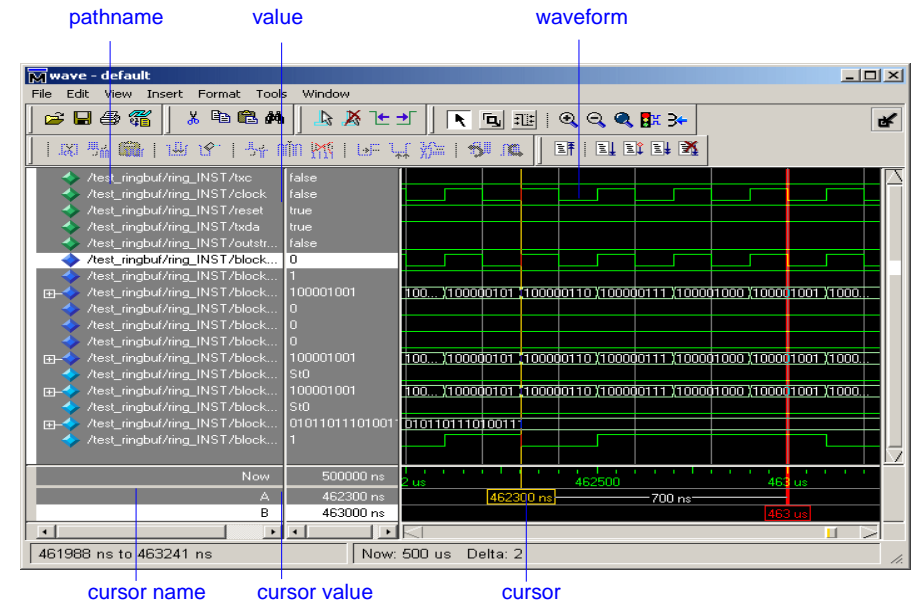 pathname value waveform
wave - default
File Edit View Insert Format Tools Window
/test_ringbuf/ring_INST/txc false
/test_ringbuf/ring_INST/clock false
/test_ringbuf/ring_INST/reset true
/test_ringbuf/ring_INST/txda true
/test_ringbuf/ring_INST/outstr... false
/test_ringbuf/ring_INST/block... 0
/test_ringbuf/ring_INST/block... 1
/test_ringbuf/ring_INST/block... 100001001 100... 100000101 100000110 100000111 100001000 100001001 1000...
/test_ringbuf/ring_INST/block... 0
/test_ringbuf/ring_INST/block... 0
/test_ringbuf/ring_INST/block... 0
/test_ringbuf/ring_INST/block... 100001001 100... 100000101 100000110 100000111 100001000 100001001 1000...
/test_ringbuf/ring_INST/block... St0
/test_ringbuf/ring_INST/block... 100001001 100... 100000101 100000110 100000111 100001000 100001001 1000...
/test_ringbuf/ring_INST/block... St0
/test_ringbuf/ring_INST/block... 010110111010011 010110111010011
/test_ringbuf/ring_INST/block... 1
Now 500000 ns 2 us 462500 463 us
A 462300 ns 462300 ns 700 ns
B 463000 ns 463 us
461988 ns to 463241 ns Now: 500 us Delta: 2
cursor name cursor value cursor